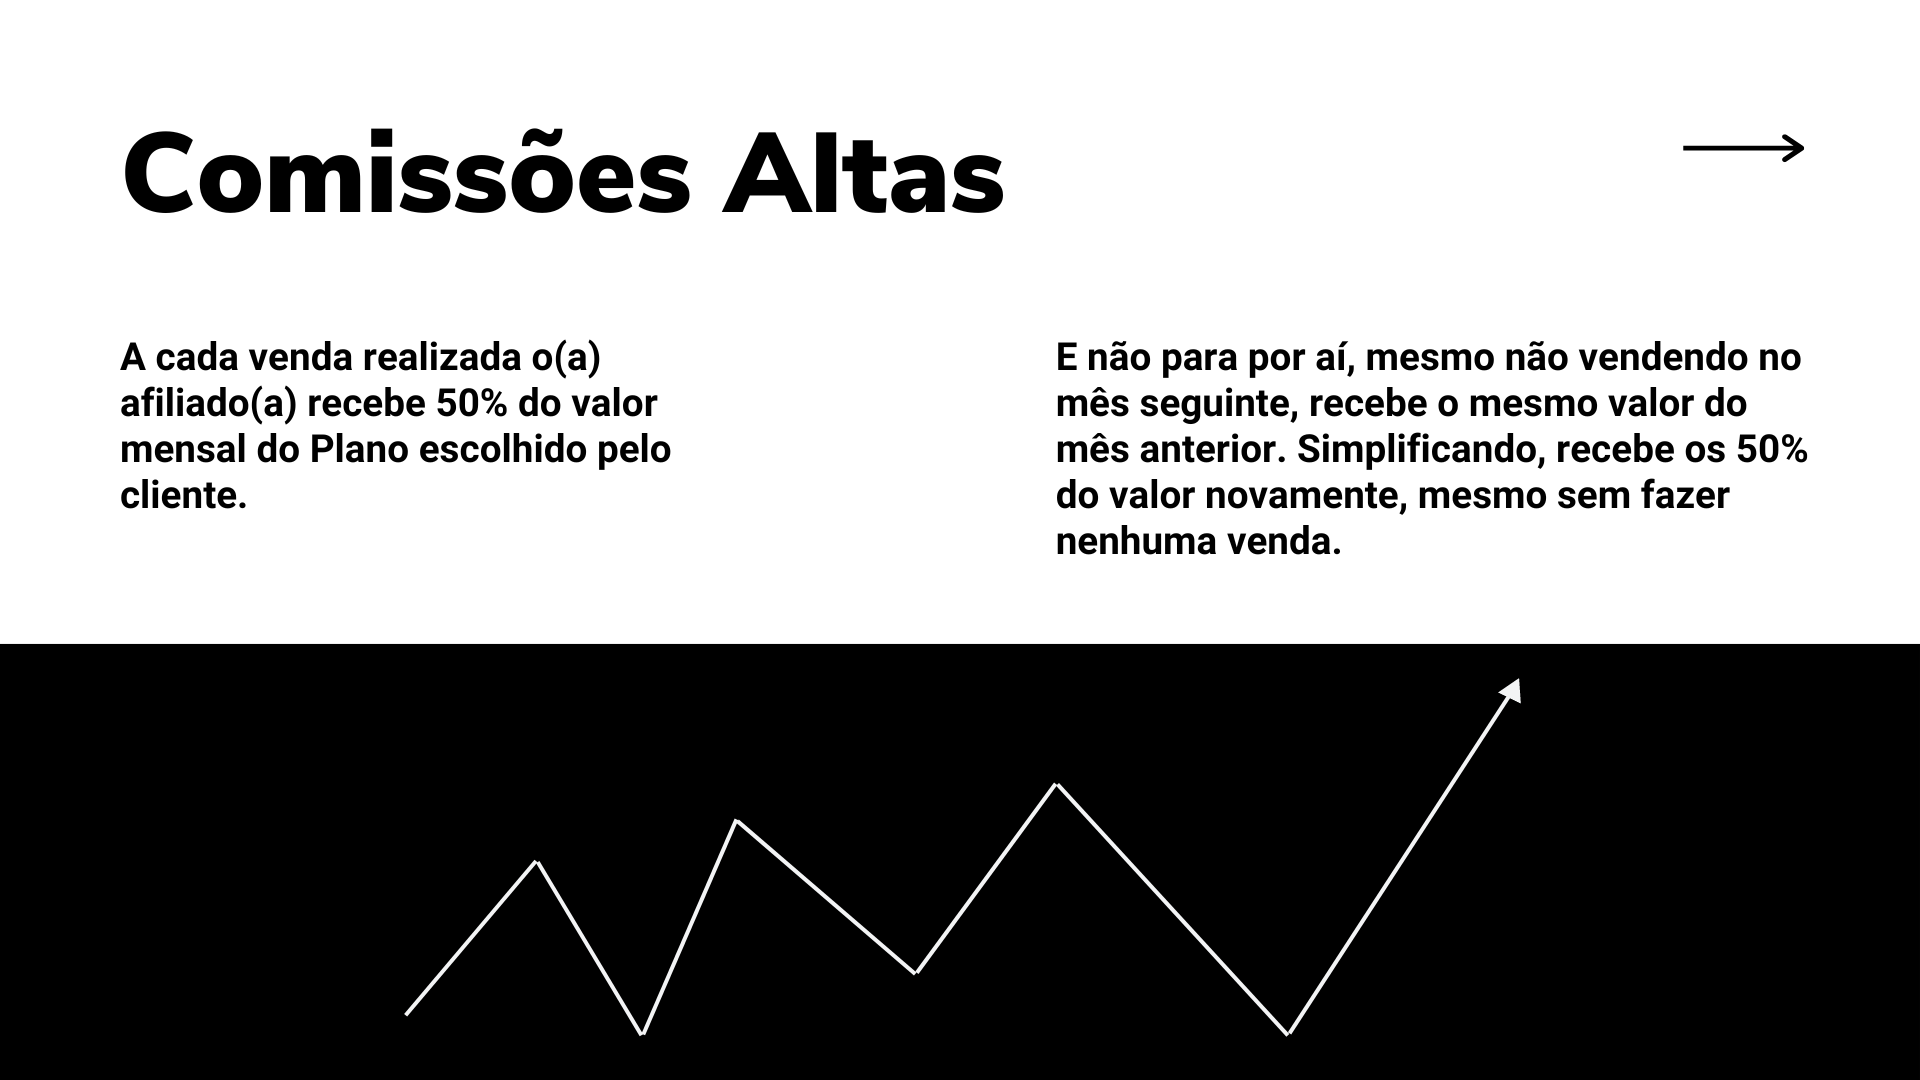 Comissões Altas
A cada venda realizada o(a)
afiliado(a) recebe 50% do valor
mensal do Plano escolhido pelo
cliente.
E não para por aí, mesmo não vendendo no
mês seguinte, recebe o mesmo valor do
mês anterior. Simplificando, recebe os 50%
do valor novamente, mesmo sem fazer
nenhuma venda.